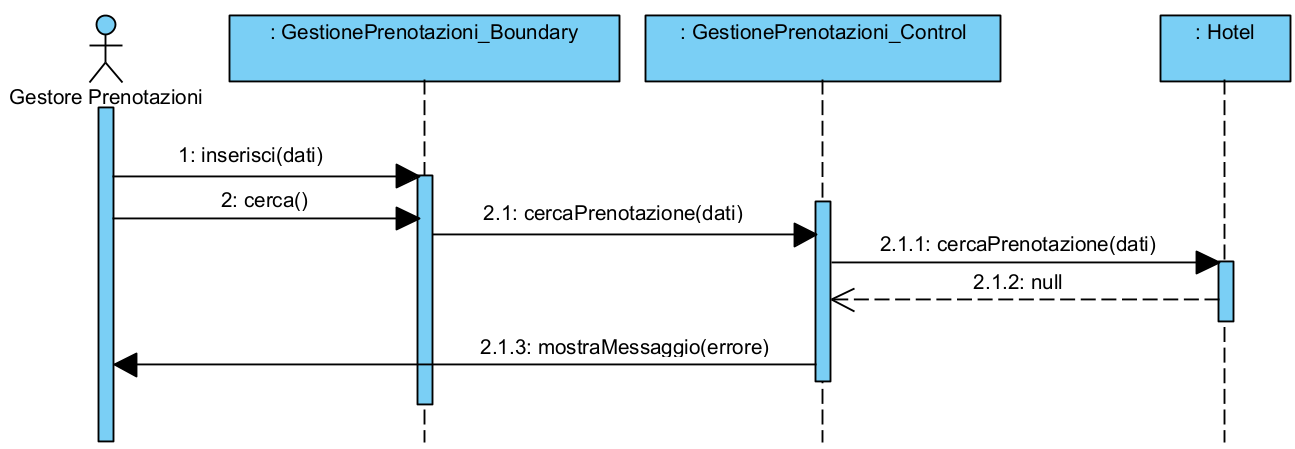 : GestionePrenotazioni_Boundary
: GestionePrenotazioni_Control
: Hotel
Gestore Prenotazioni
1: inserisci(dati)
2: cerca()
2.1: cercaPrenotazione(dati)
2.1.1: cercaPrenotazione(dati)
2.1.2: null
2.1.3: mostraMessaggio(errore)